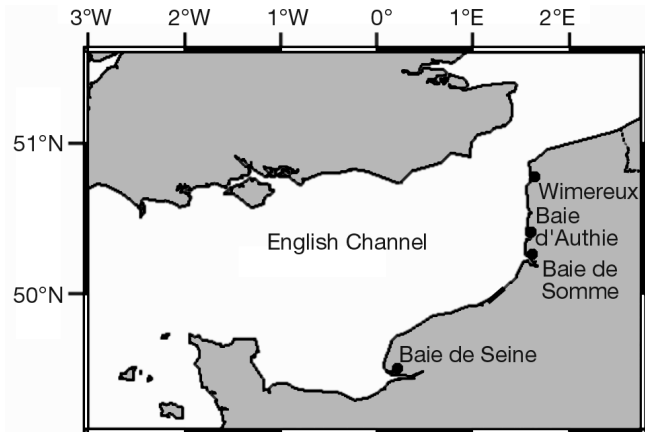 3°W 2°W 1°W 0° 1°E 2°E
51°N
Wimereux
Baie
d'Authie
English Channel
Baie de
Somme
50°N
Baie de Seine